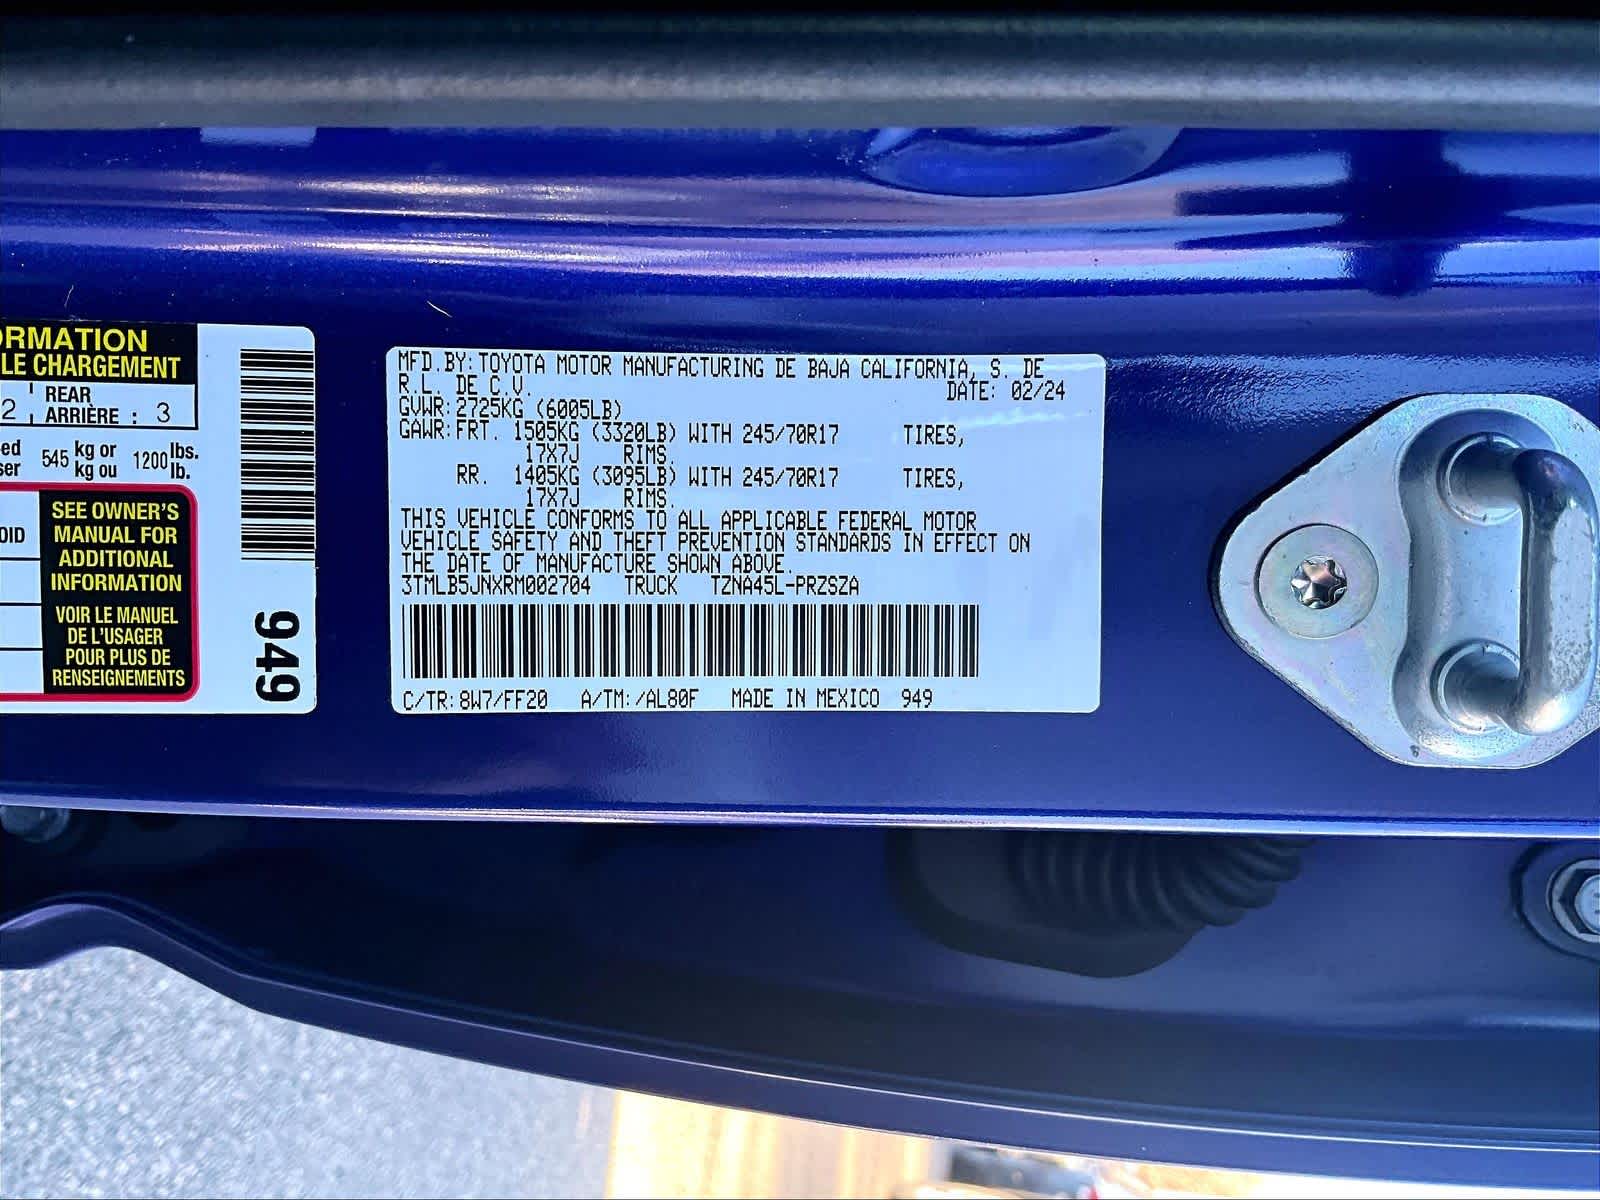 ORMATION
LE CHARGEMENT
2
REAR
ARRIÈRE : 3
545 kg or 1200 lbs.
kg ou lb.
SEE OWNER'S
MANUAL FOR
ADDITIONAL
INFORMATION
VOIR LE MANUEL
DE L'USAGER
POUR PLUS DE
RENSEIGNEMENTS
949
MFD.BY:TOYOTA MOTOR MANUFACTURING DE BAJA CALIFORNIA, S. DE
R.L. DE C.V. DATE: 02/24
GVWR:2725KG (6005LB)
GAWR:FRT. 1505KG (3320LB) WITH 245/70R17 TIRES,
17X7J RIMS.
RR. 1405KG (3095LB) WITH 245/70R17 TIRES,
17X7J RIMS.
THIS VEHICLE CONFORMS TO ALL APPLICABLE FEDERAL MOTOR
VEHICLE SAFETY AND THEFT PREVENTION STANDARDS IN EFFECT ON
THE DATE OF MANUFACTURE SHOWN ABOVE.
3TMLB5JNXRM002704 TRUCK TZNA45L-PRZSZA
C/TR:8W7/FF20 A/TM:/AL80F MADE IN MEXICO 949